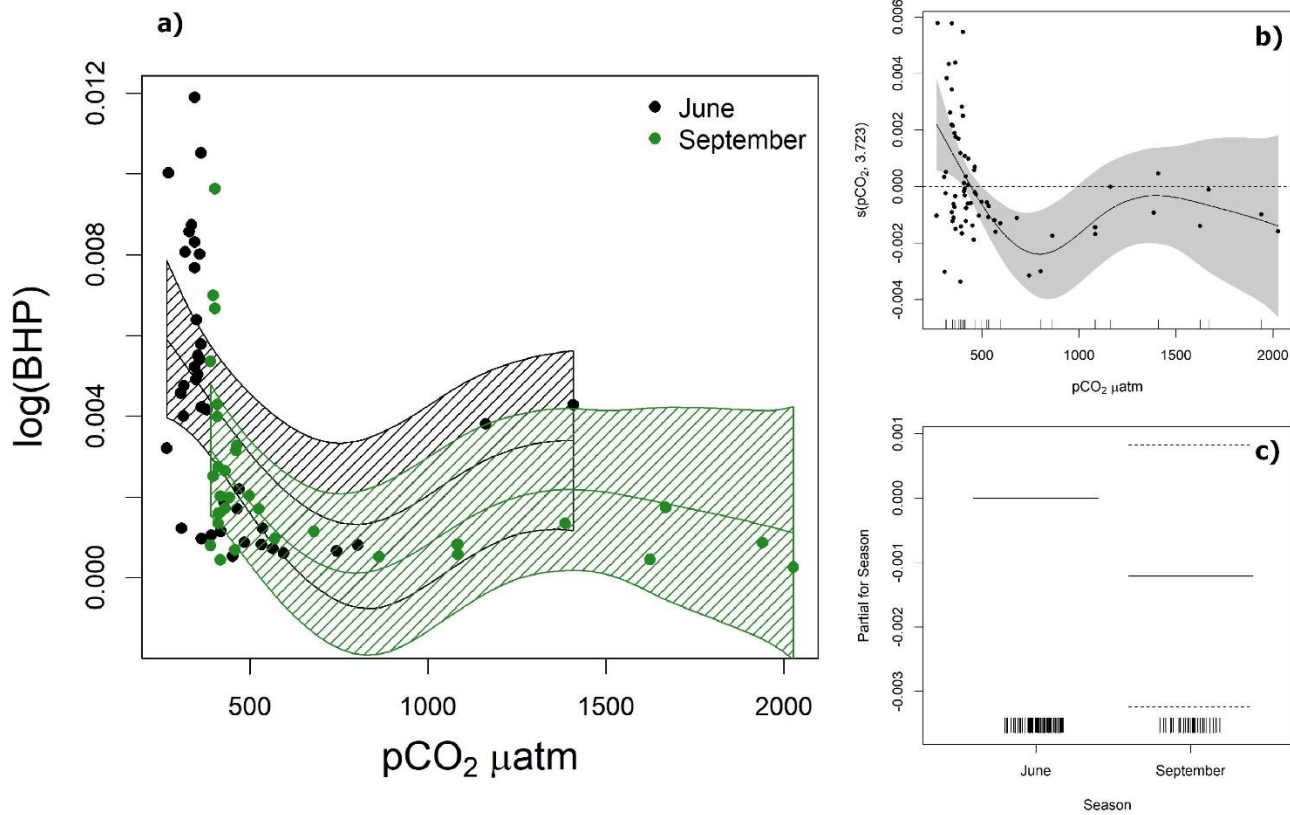 a)
June
September
0.012
0.008
0.004
0.000
log(BHP)
500
1000
1500
2000
pCO₂ μatm
b)
0.006
0.004
0.002
0.000
-0.002
-0.004
s(pCO₂, 3.723)
500
1000
1500
2000
pCO₂ μatm
c)
0.001
0.000
-0.001
-0.002
-0.003
Partial for Season
June
September
Season